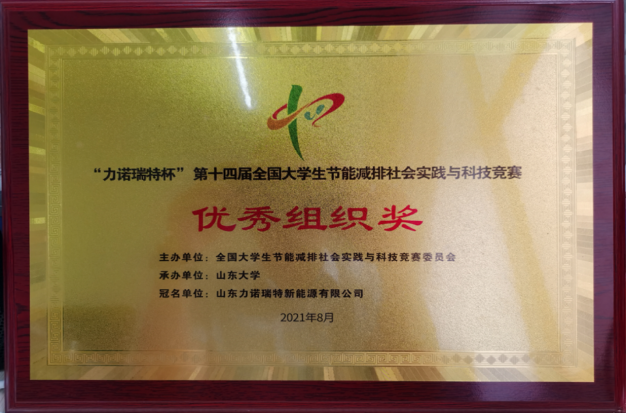 “力诺瑞特杯”第十四届全国大学生节能减排社会实践与科技竞赛
优秀组织奖
主办单位：全国大学生节能减排社会实践与科技竞赛委员会
承办单位：山东大学
冠名单位：山东力诺瑞特新能源有限公司
2021年8月